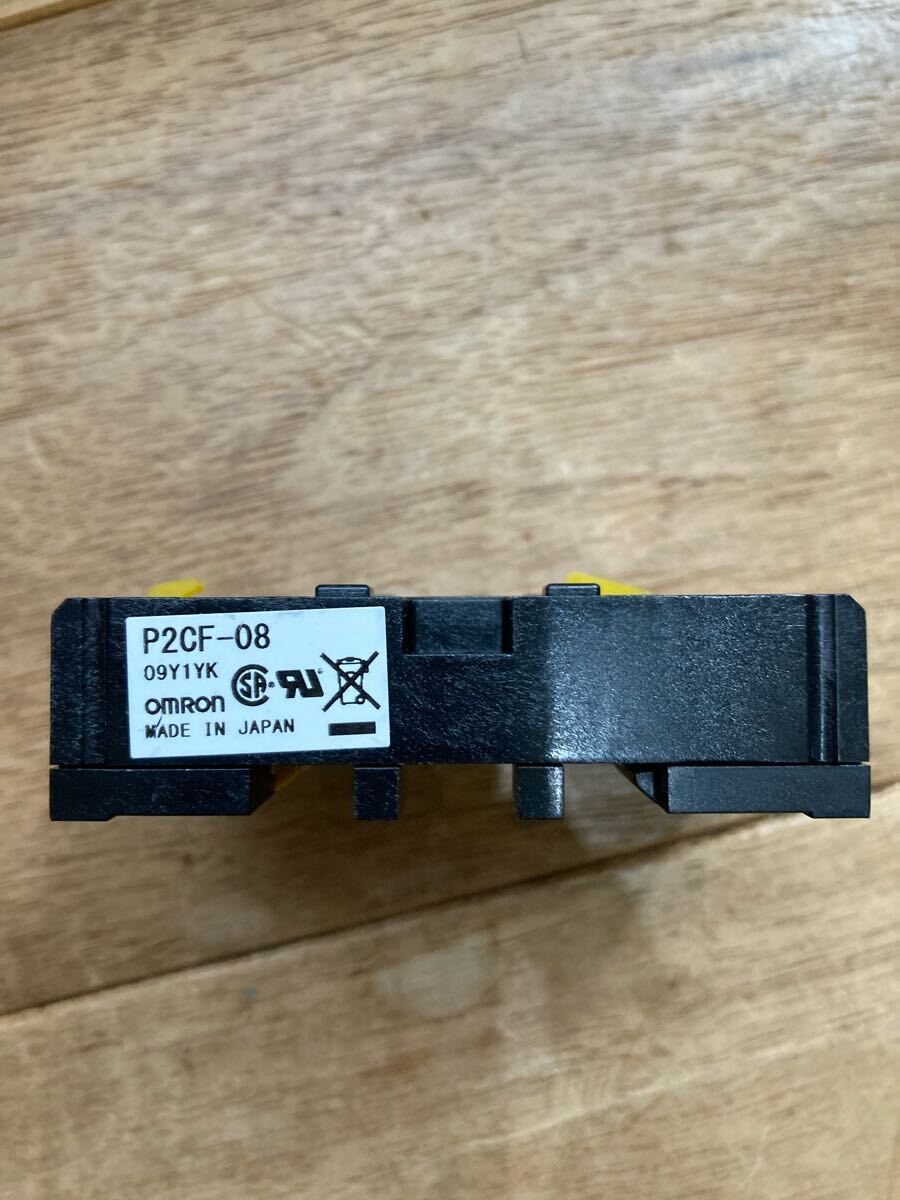 P2CF-08
09Y1YK
OMRON
MADE IN JAPAN